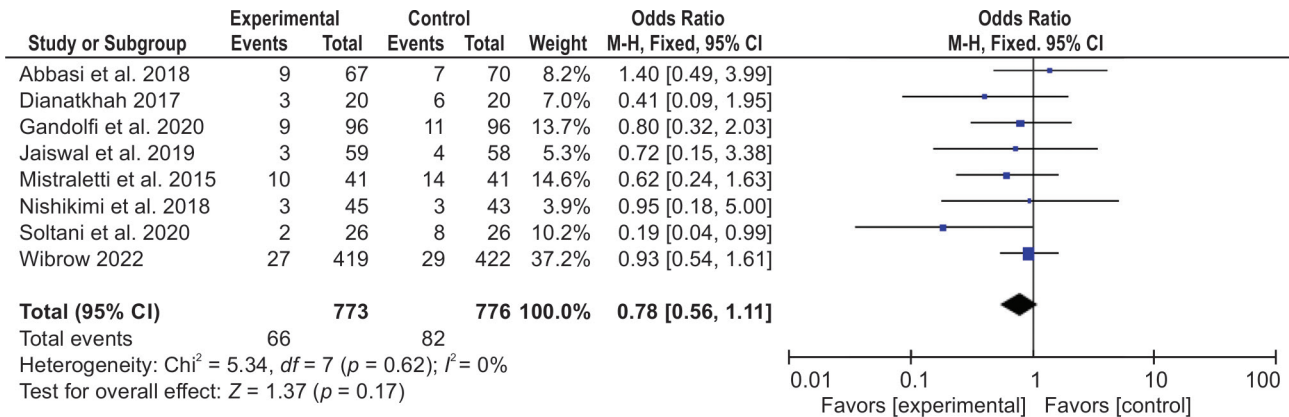 Experimental Control Odds Ratio Odds Ratio
Study or Subgroup Events Total Events Total Weight M-H, Fixed, 95% CI M-H, Fixed. 95% CI
Abbasi et al. 2018 9 67 7 70 8.2% 1.40 [0.49, 3.99]
Dianatkhah 2017 3 20 6 20 7.0% 0.41 [0.09, 1.95]
Gandolfi et al. 2020 9 96 11 96 13.7% 0.80 [0.32, 2.03]
Jaiswal et al. 2019 3 59 4 58 5.3% 0.72 [0.15, 3.38]
Mistraletti et al. 2015 10 41 14 41 14.6% 0.62 [0.24, 1.63]
Nishikimi et al. 2018 3 45 3 43 3.9% 0.95 [0.18, 5.00]
Soltani et al. 2020 2 26 8 26 10.2% 0.19 [0.04, 0.99]
Wibrow 2022 27 419 29 422 37.2% 0.93 [0.54, 1.61]
Total (95% CI) 773 776 100.0% 0.78 [0.56, 1.11]
Total events 66 82
Heterogeneity: Chi² = 5.34, df = 7 (p = 0.62); I² = 0%
Test for overall effect: Z = 1.37 (p = 0.17)
0.01 0.1 1 10 100
Favors [experimental] Favors [control]